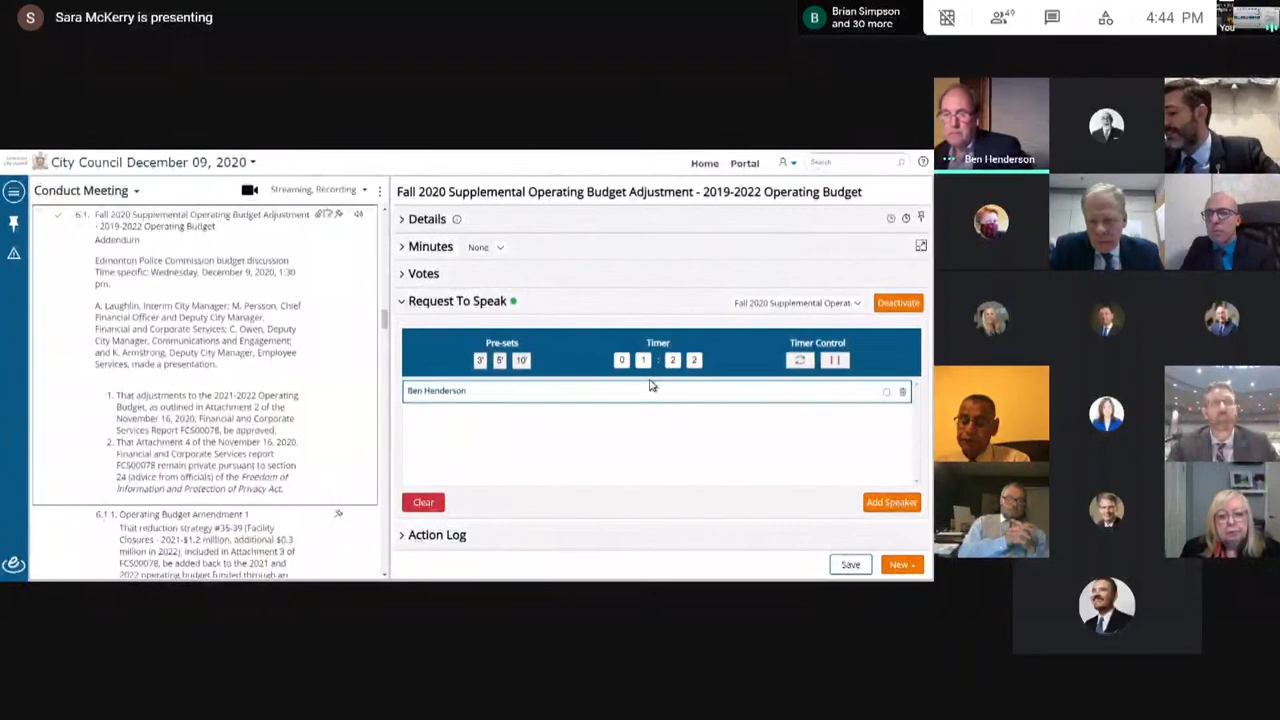 S Sara McKerry is presenting
B Brian Simpson
and 30 more
49
4:44 PM
You
City Council December 09, 2020
Home Portal Search
Conduct Meeting
Streaming, Recording
6.1. Fall 2020 Supplemental Operating Budget Adjustment
- 2019-2022 Operating Budget
Addendum
Edmonton Police Commission budget discussion
Time specific: Wednesday, December 9, 2020, 1:30
pm.
A. Laughlin, Interim City Manager; M. Persson, Chief
Financial Officer and Deputy City Manager,
Financial and Corporate Services; C. Owen, Deputy
City Manager, Communications and Engagement;
and K. Armstrong, Deputy City Manager, Employee
Services, made a presentation.
1. That adjustments to the 2021-2022 Operating
Budget, as outlined in Attachment 2 of the
November 16, 2020, Financial and Corporate
Services Report FCS00078, be approved.
2. That Attachment 4 of the November 16, 2020,
Financial and Corporate Services report
FCS00078 remain private pursuant to section
24 (advice from officials) of the Freedom of
Information and Protection of Privacy Act.
6.1.1. Operating Budget Amendment 1
That reduction strategy #35-39 (Facility
Closures - 2021-$1.2 million, additional $0.3
million in 2022), included in Attachment 3 of
FCS00078, be added back to the 2021 and
2022 operating budget funded through an
Fall 2020 Supplemental Operating Budget Adjustment - 2019-2022 Operating Budget
Details
Minutes None
Votes
Request To Speak
Fall 2020 Supplemental Operat
Deactivate
Pre-sets Timer Timer Control
3' 5' 10' 0 1 : 2 2
Ben Henderson
Clear
Add Speaker
Action Log
Save New
Ben Henderson